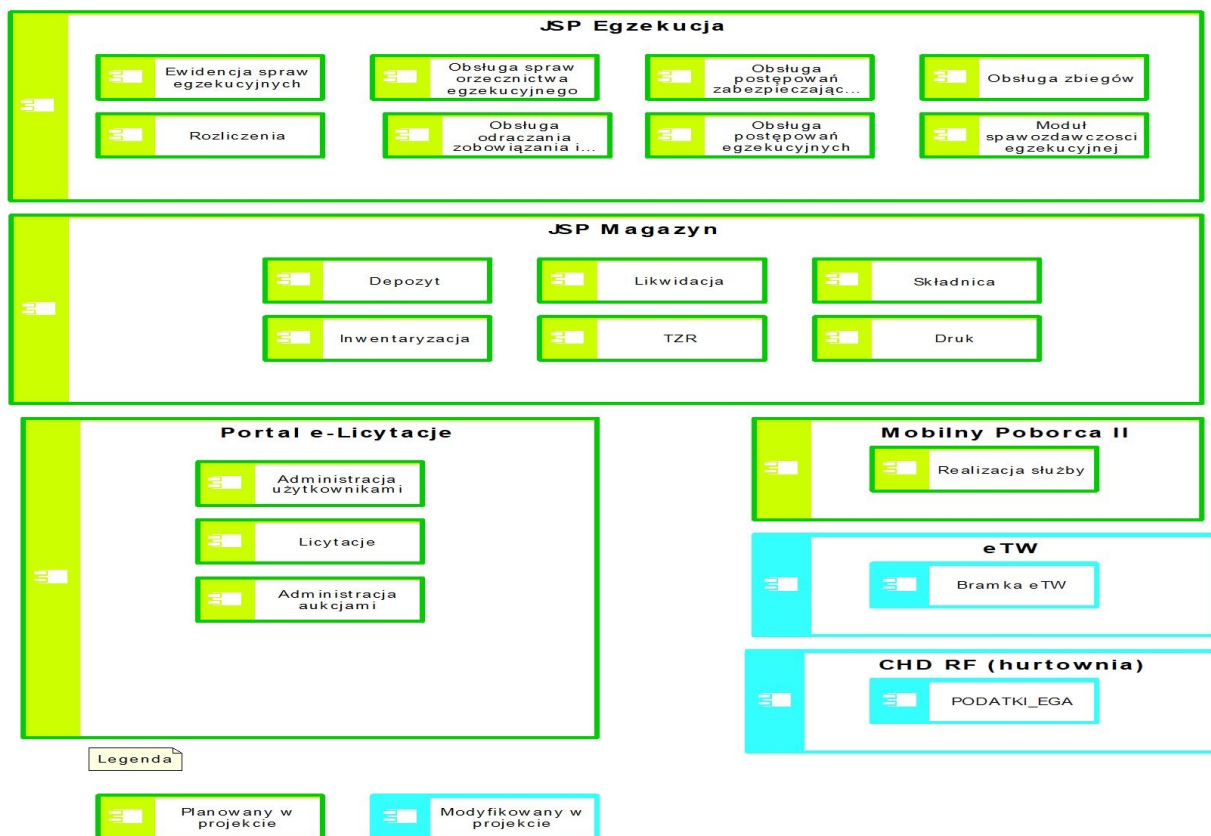 JSP Egzekucja
Ewidencja spraw
egzekucyjnych
Obsługa spraw
orzecznictwa
egzekucyjnego
Obsługa
postępowań
zabezpieczając...
Obsługa zbiegów
Rozliczenia
Obsługa
odraczania
zobowiązania i...
Obsługa
postępowań
egzekucyjnych
Moduł
spawozdawczosci
egzekucyjnej
JSP Magazyn
Depozyt
Likwidacja
Składnica
Inwentaryzacja
TZR
Druk
Portal e-Licytacje
Administracja
użytkownikami
Licytacje
Administracja
aukcjami
Mobilny Poborca II
Realizacja służby
eTW
Bramka eTW
CHD RF (hurtownia)
PODATKI_EGA
Legenda
Planowany w
projekcie
Modyfikowany w
projekcie